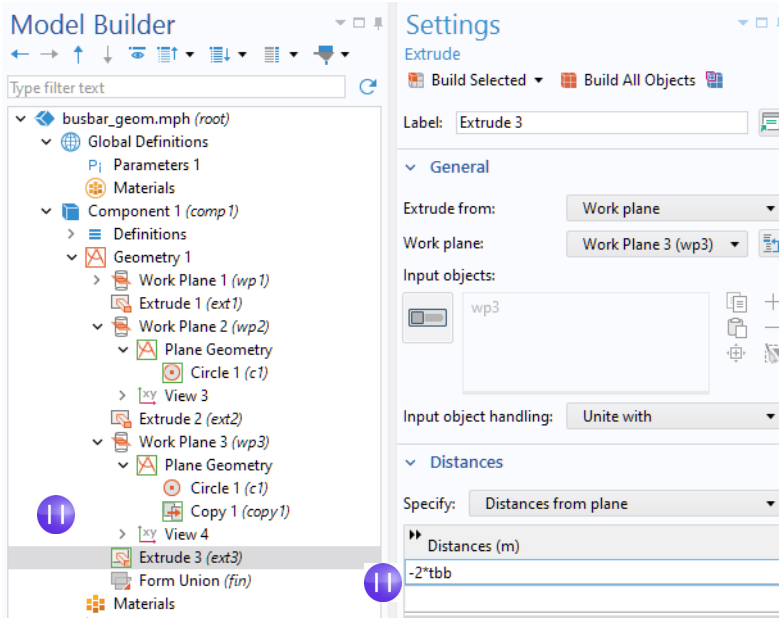 Model Builder
Type filter text
busbar_geom.mph (root)
Global Definitions
Pi Parameters 1
Materials
Component 1 (comp1)
Definitions
Geometry 1
Work Plane 1 (wp1)
Extrude 1 (ext1)
Work Plane 2 (wp2)
Plane Geometry
Circle 1 (c1)
xy View 3
Extrude 2 (ext2)
Work Plane 3 (wp3)
Plane Geometry
Circle 1 (c1)
Copy 1 (copy1)
11
xy View 4
Extrude 3 (ext3)
Form Union (fin)
Materials
Settings
Extrude
Build Selected
Build All Objects
Label: Extrude 3
General
Extrude from: Work plane
Work plane: Work Plane 3 (wp3)
Input objects:
wp3
Input object handling: Unite with
Distances
Specify: Distances from plane
Distances (m)
11 -2*tbb